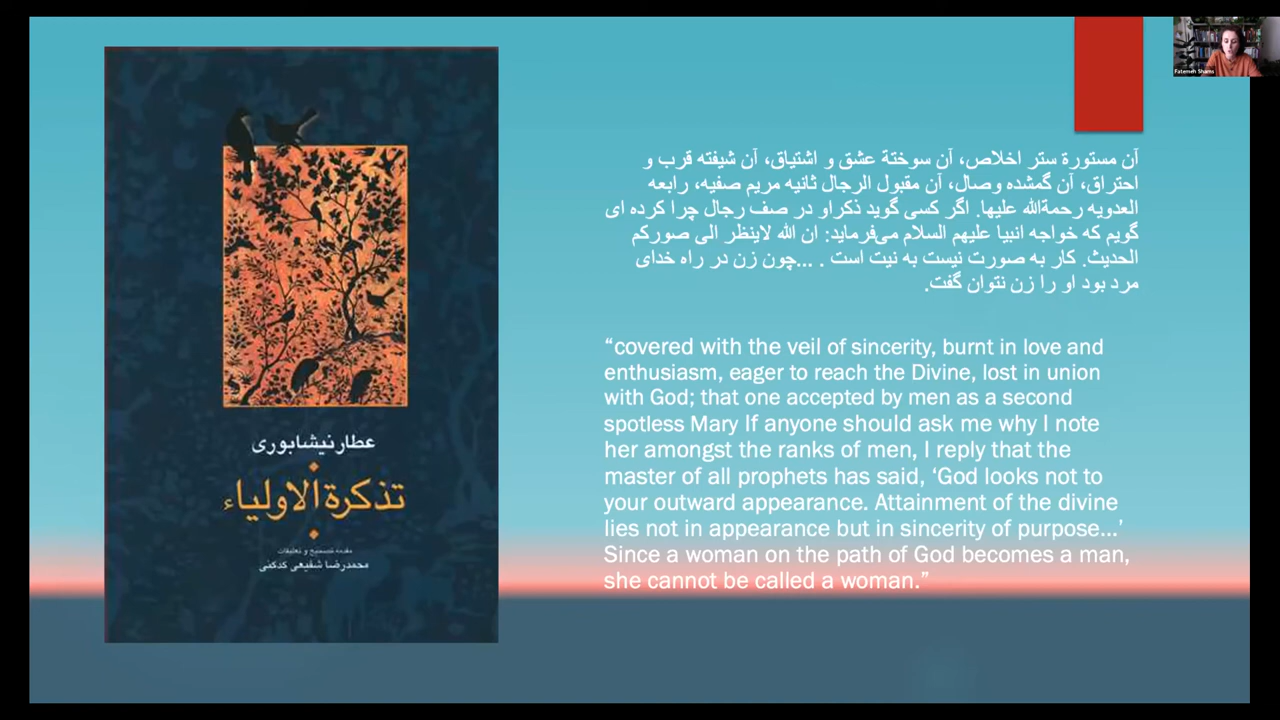 Fatemeh Shams
عطار نیشابوری
تذکرة الاولیاء
مقدمه تصحیح و تعلیقات
محمدرضا شفیعی کدکنی
آن مستورۀ ستر اخلاص، آن سوختۀ عشق و اشتیاق، آن شیفته قرب و
احتراق، آن گمشده وصال، آن مقبول الرجال ثانیه مریم صفیه، رابعه
العدویه رحمةالله علیها. اگر کسی گوید ذکراو در صف رجال چرا کرده ای
گویم که خواجه انبیا علیهم السلام می‌فرماید: ان الله لاینظر الی صورکم
الحدیث. کار به صورت نیست به نیت است . ...چون زن در راه خدای
مرد بود او را زن نتوان گفت.
“covered with the veil of sincerity, burnt in love and
enthusiasm, eager to reach the Divine, lost in union
with God; that one accepted by men as a second
spotless Mary If anyone should ask me why I note
her amongst the ranks of men, I reply that the
master of all prophets has said, ‘God looks not to
your outward appearance. Attainment of the divine
lies not in appearance but in sincerity of purpose...’
Since a woman on the path of God becomes a man,
she cannot be called a woman.”